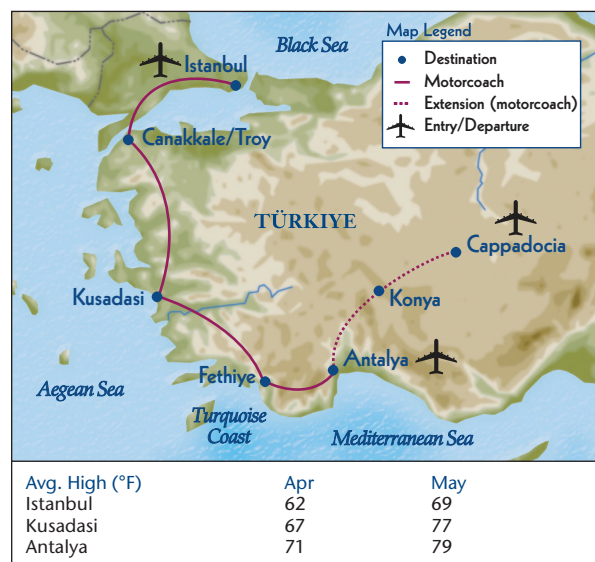 Black Sea
Map Legend
Destination
Motorcoach
Extension (motorcoach)
Entry/Departure
Istanbul
Canakkale/Troy
TÜRKIYE
Cappadocia
Kusadasi
Konya
Antalya
Fethiye
Aegean Sea
Turquoise
Coast
Mediterranean Sea
Avg. High (°F) Apr May
Istanbul 62 69
Kusadasi 67 77
Antalya 71 79